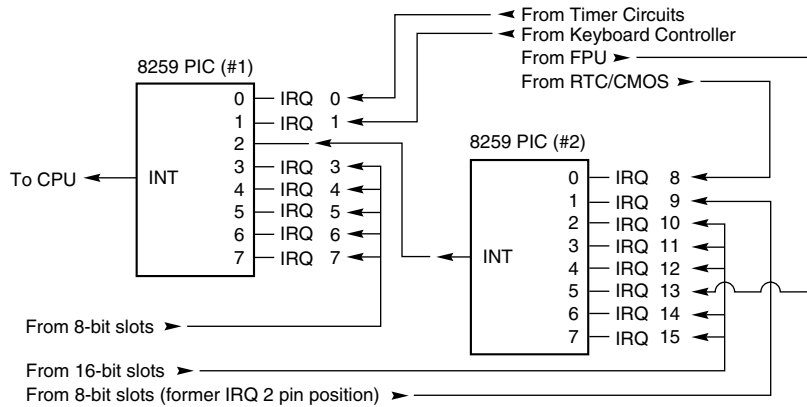 From Timer Circuits
From Keyboard Controller
From FPU
From RTC/CMOS
8259 PIC (#1)
0 IRQ 0
1 IRQ 1
2
3 IRQ 3
4 IRQ 4
5 IRQ 5
6 IRQ 6
7 IRQ 7
To CPU
INT
8259 PIC (#2)
0 IRQ 8
1 IRQ 9
2 IRQ 10
3 IRQ 11
4 IRQ 12
5 IRQ 13
6 IRQ 14
7 IRQ 15
INT
From 8-bit slots
From 16-bit slots
From 8-bit slots (former IRQ 2 pin position)